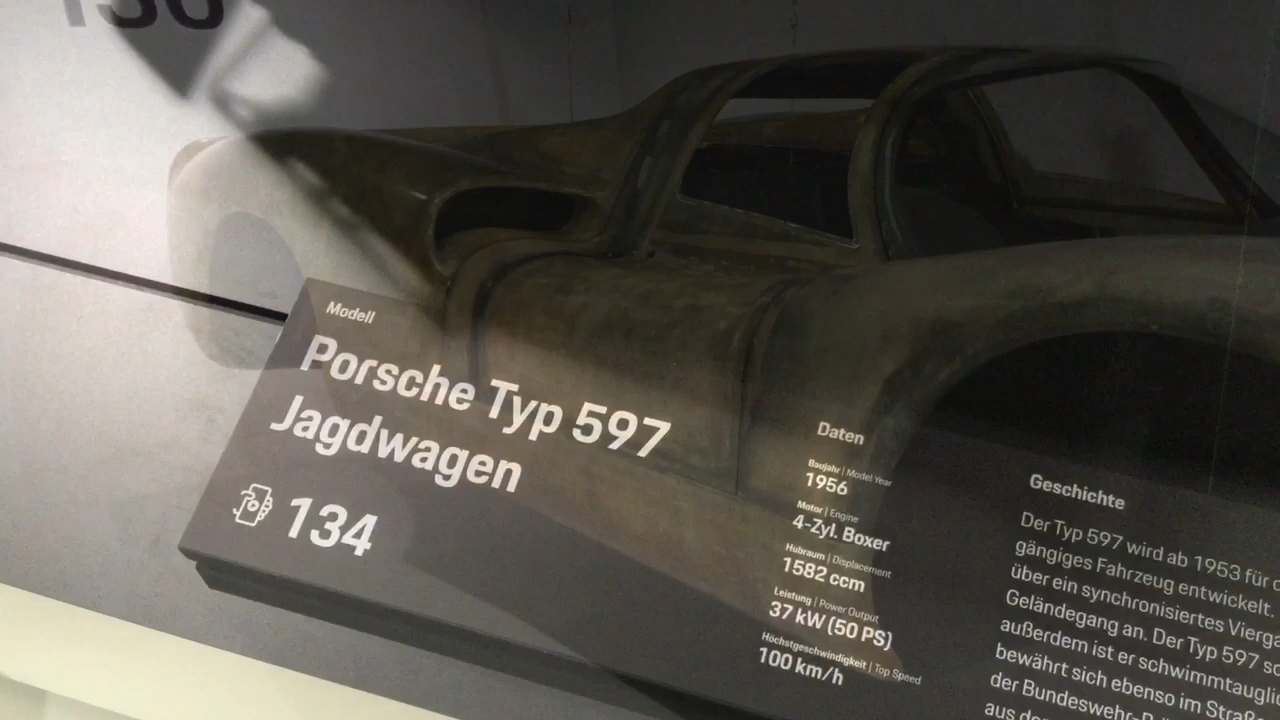 Modell
Porsche Typ 597
Jagdwagen
134
Daten
Baujahr | Model Year
1956
Motor | Engine
4-Zyl. Boxer
Hubraum | Displacement
1582 ccm
Leistung | Power Output
37 kW (50 PS)
Höchstgeschwindigkeit | Top Speed
100 km/h
Geschichte
Der Typ 597 wird ab 1953 für
gängiges Fahrzeug entwickelt.
über ein synchronisiertes
Geländegang an. Der Typ 597
außerdem ist er
bewährt sich ebenso im
der
aus